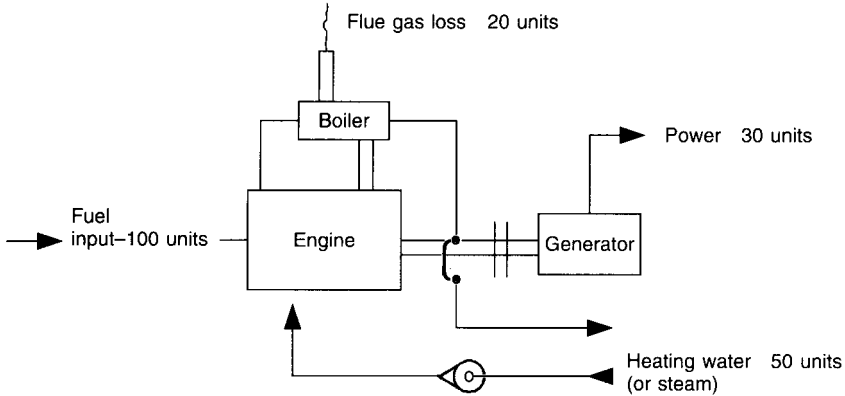 Flue gas loss 20 units
Boiler
Power 30 units
Fuel
input–100 units
Engine
Generator
Heating water 50 units
(or steam)